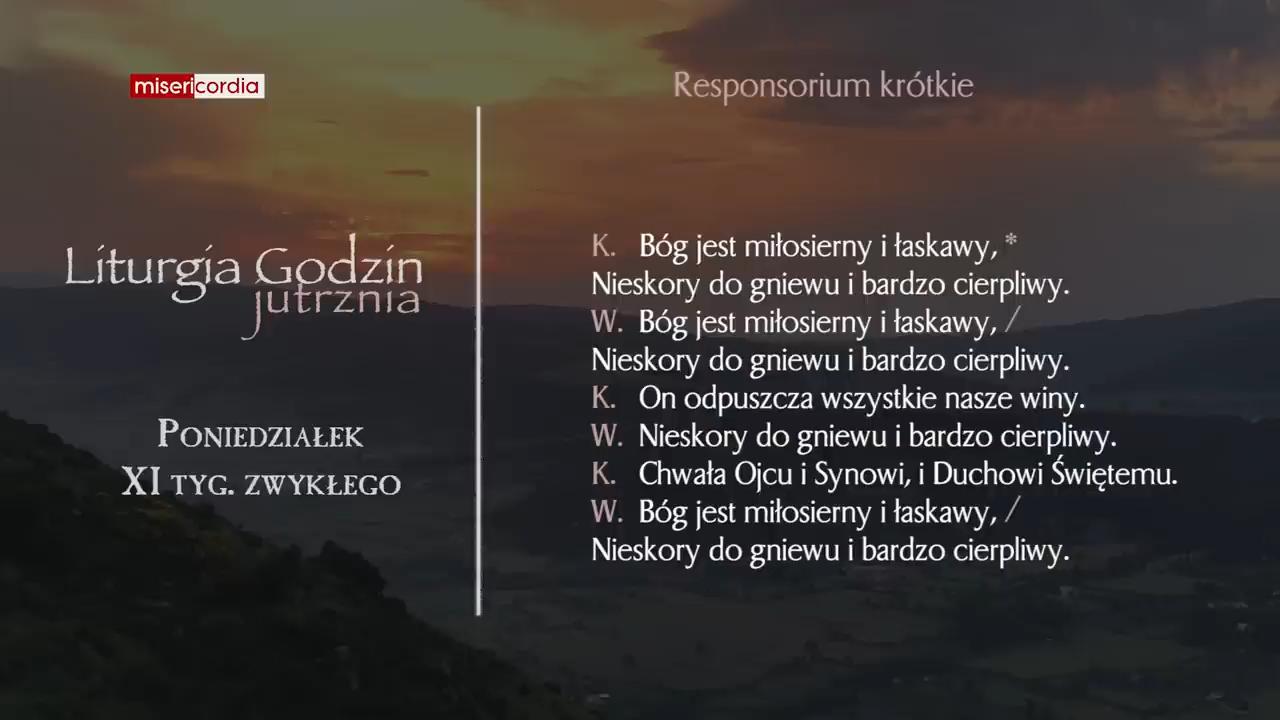 misericordia
Liturgia Godzin
jutrznia
Poniedziałek
XI tyg. zwykłego
Responsorium krótkie
K. Bóg jest miłosierny i łaskawy, *
Nieskory do gniewu i bardzo cierpliwy.
W. Bóg jest miłosierny i łaskawy, /
Nieskory do gniewu i bardzo cierpliwy.
K. On odpuszcza wszystkie nasze winy.
W. Nieskory do gniewu i bardzo cierpliwy.
K. Chwała Ojcu i Synowi, i Duchowi Świętemu.
W. Bóg jest miłosierny i łaskawy, /
Nieskory do gniewu i bardzo cierpliwy.